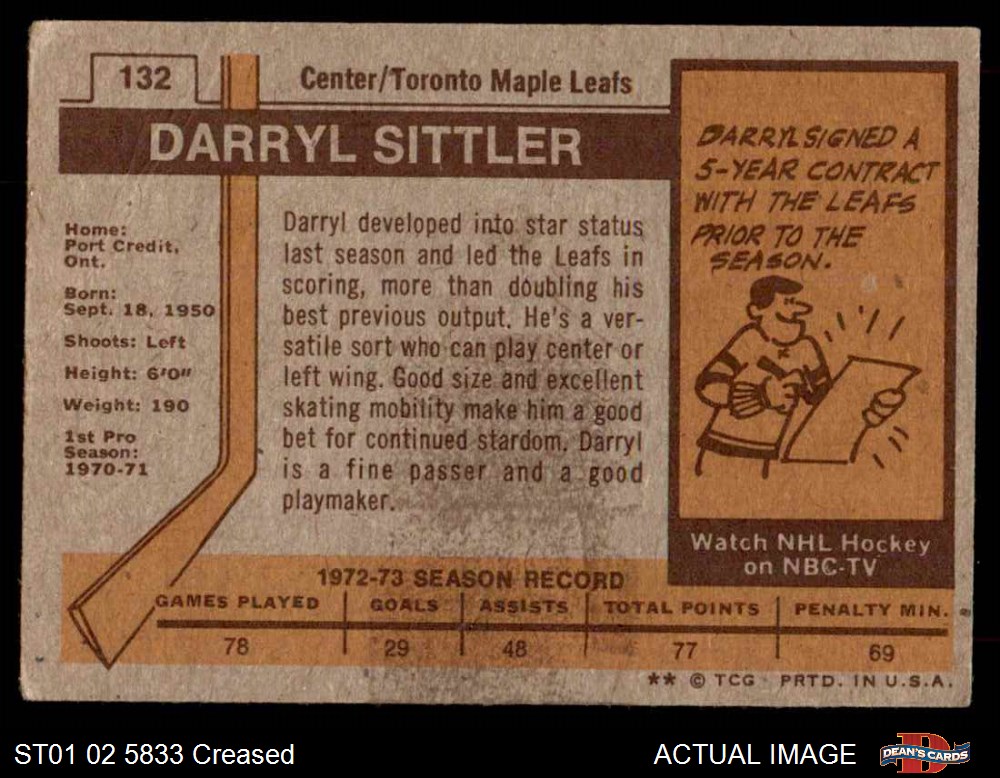 132
Center/Toronto Maple Leafs
DARRYL SITTLER
Home:
Port Credit,
Ont.
Born:
Sept. 18, 1950
Shoots: Left
Height: 6'0"
Weight: 190
1st Pro
Season:
1970-71
Darryl developed into star status
last season and led the Leafs in
scoring, more than doubling his
best previous output. He's a ver-
satile sort who can play center or
left wing. Good size and excellent
skating mobility make him a good
bet for continued stardom. Darryl
is a fine passer and a good
playmaker.
DARRYL SIGNED A
5-YEAR CONTRACT
WITH THE LEAFS
PRIOR TO THE
SEASON.
Watch NHL Hockey
on NBC-TV
1972-73 SEASON RECORD
GAMES PLAYED GOALS ASSISTS TOTAL POINTS PENALTY MIN.
78 29 48 77 69
** © TCG PRTD. IN U.S.A.
ST01 02 5833 Creased
ACTUAL IMAGE
DEAN'S CARDS